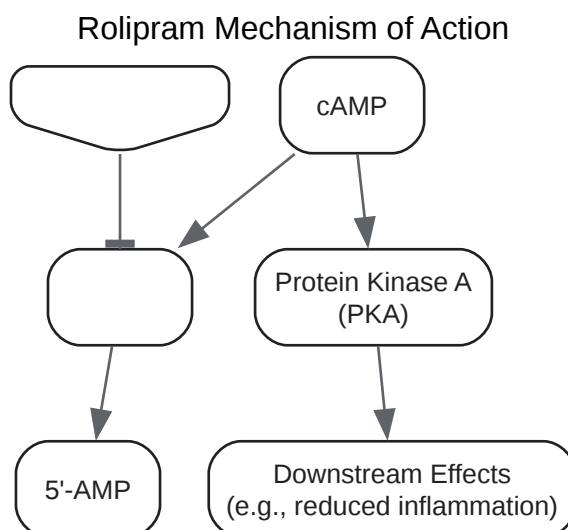 Rolipram Mechanism of Action
cAMP
Protein Kinase A
(PKA)
5'-AMP
Downstream Effects
(e.g., reduced inflammation)